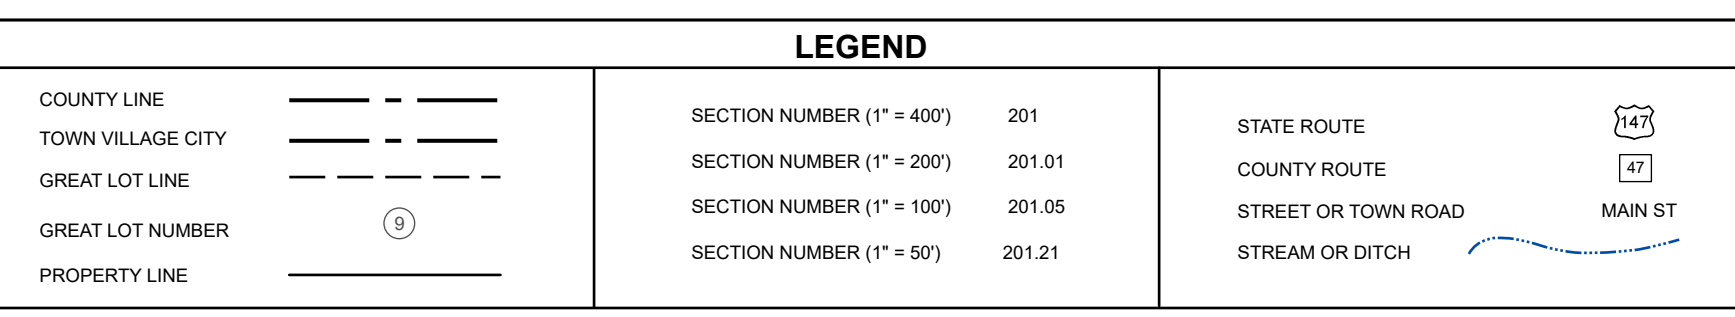 LEGEND
COUNTY LINE
TOWN VILLAGE CITY
GREAT LOT LINE
GREAT LOT NUMBER 9
PROPERTY LINE
SECTION NUMBER (1" = 400') 201
SECTION NUMBER (1" = 200') 201.01
SECTION NUMBER (1" = 100') 201.05
SECTION NUMBER (1" = 50') 201.21
STATE ROUTE 147
COUNTY ROUTE 47
STREET OR TOWN ROAD MAIN ST
STREAM OR DITCH